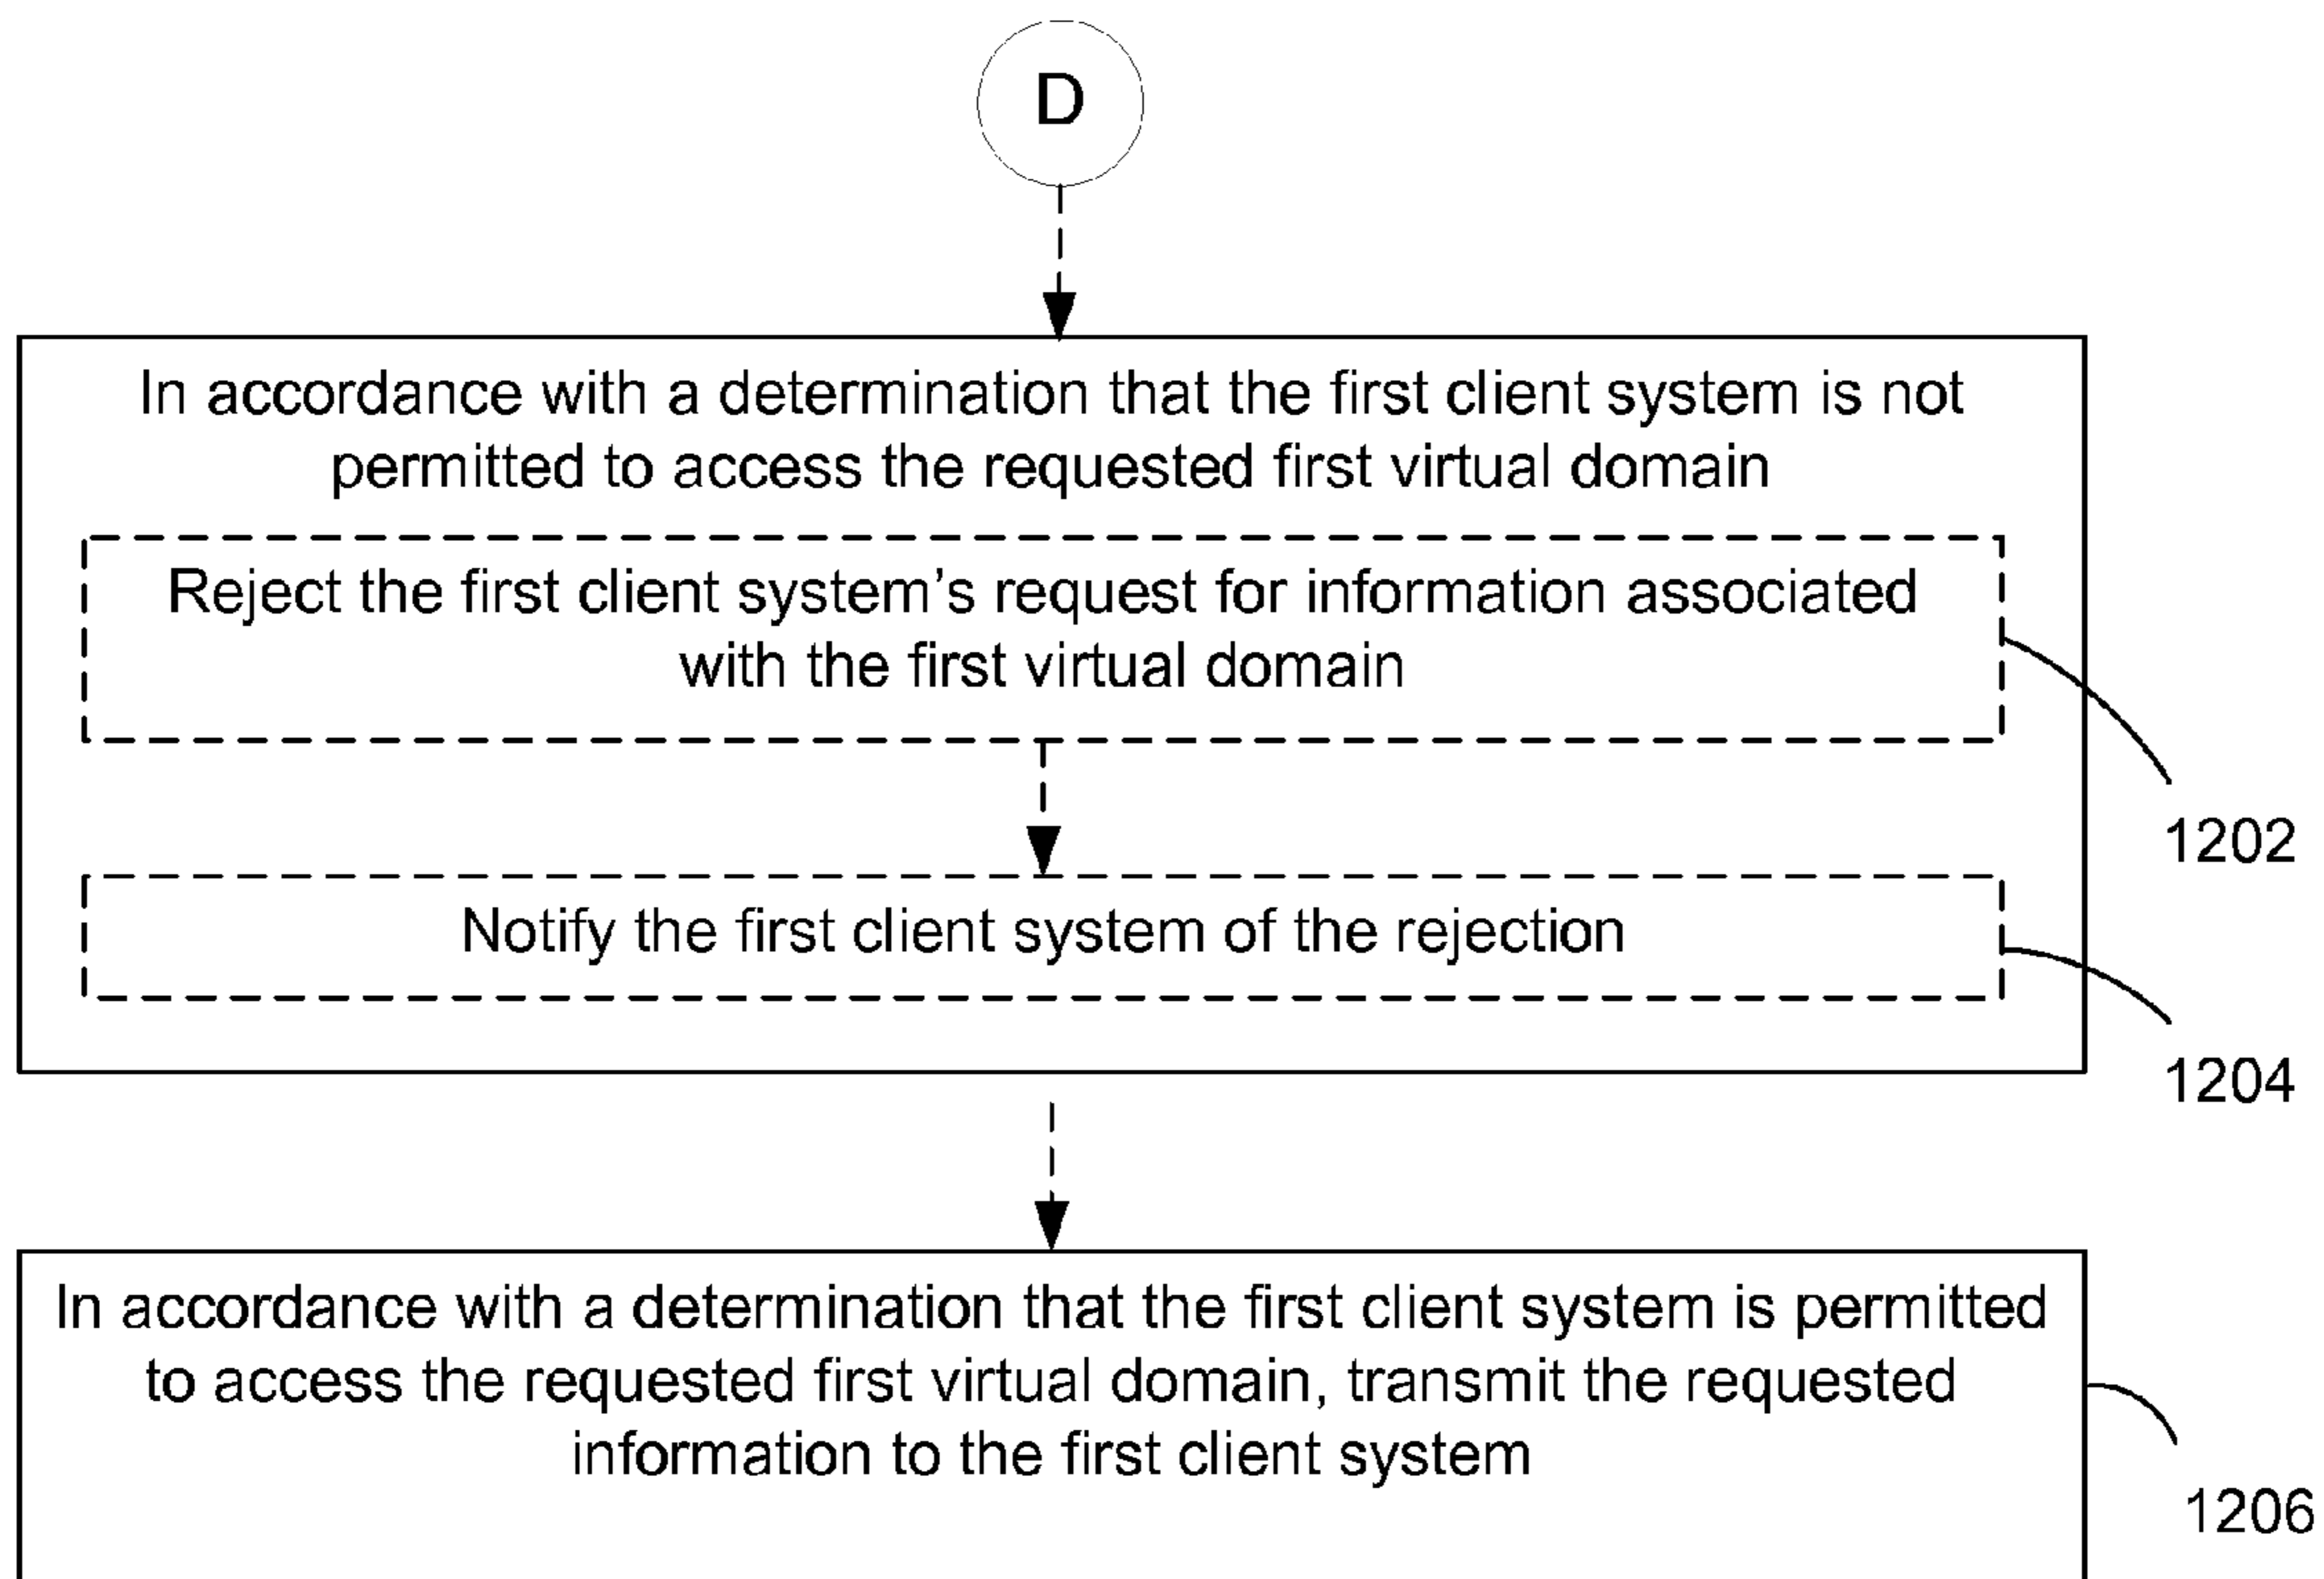 D
In accordance with a determination that the first client system is not
permitted to access the requested first virtual domain
Reject the first client system's request for information associated
with the first virtual domain
1202
Notify the first client system of the rejection
1204
In accordance with a determination that the first client system is permitted
to access the requested first virtual domain, transmit the requested
information to the first client system
1206